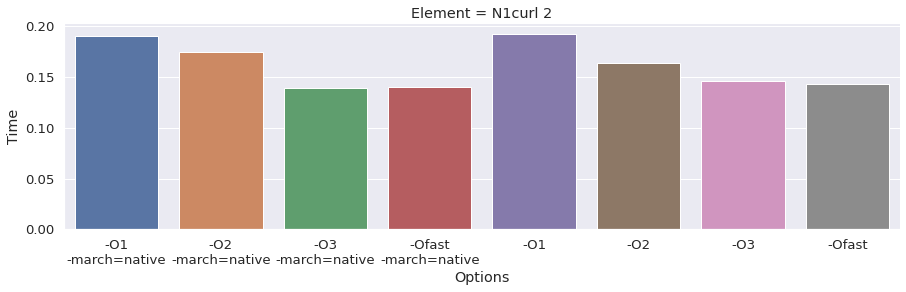 Element = N1curl 2
Time
0.20
0.15
0.10
0.05
0.00
-O1 -O2 -O3 -Ofast -O1 -O2 -O3 -Ofast
-march=native -march=native -march=native -march=native
Options